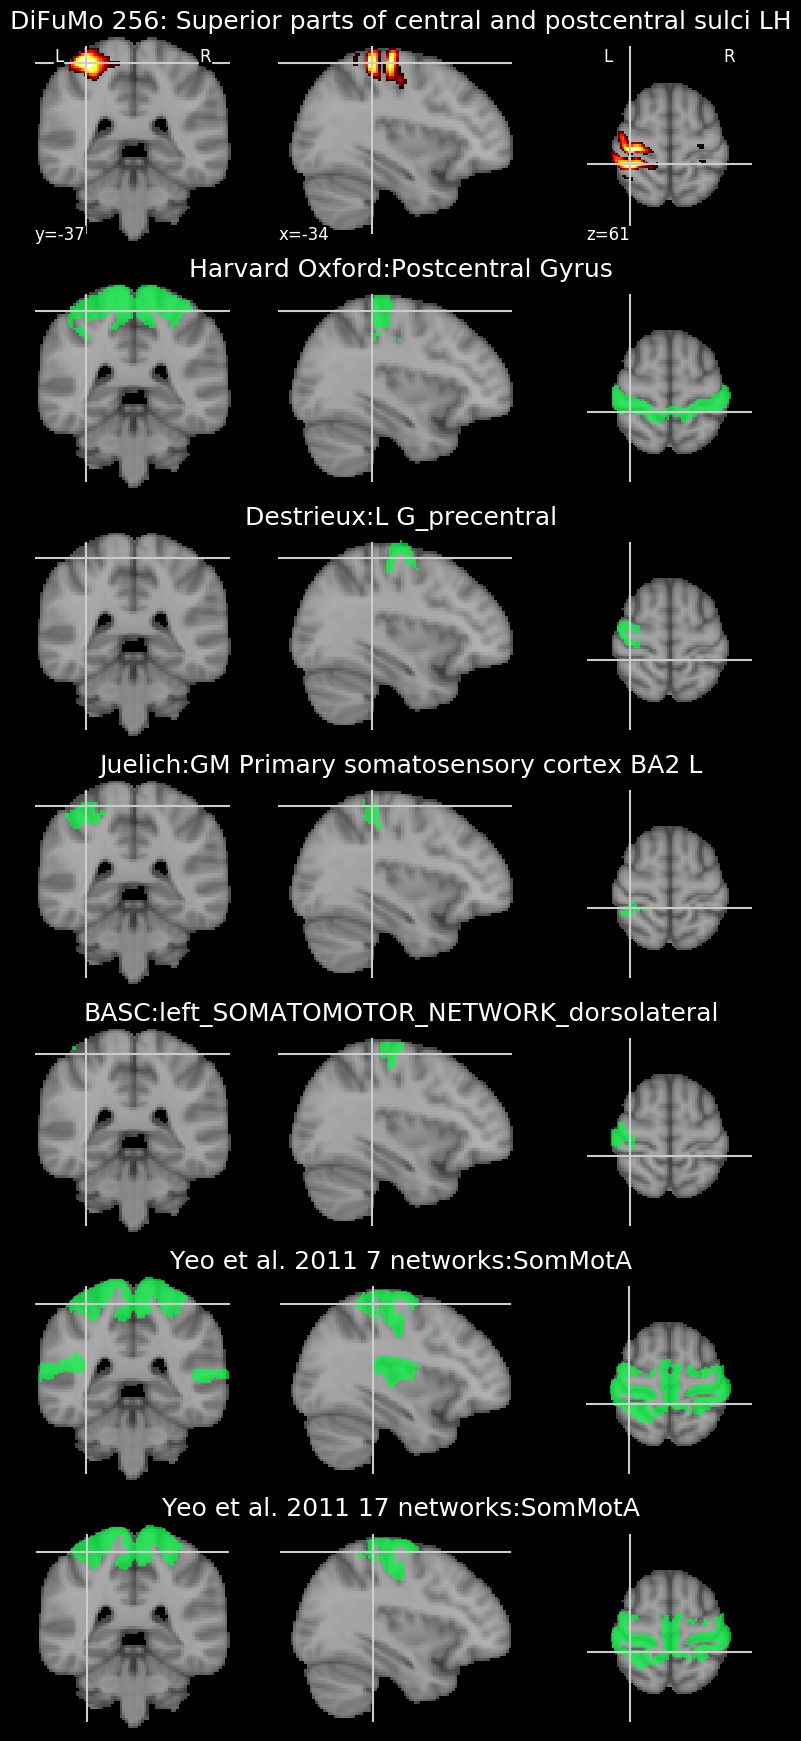 DiFuMo 256: Superior parts of central and postcentral sulci LH
L R L R
y=-37 x=-34 z=61
Harvard Oxford:Postcentral Gyrus
Destrieux:L G_precentral
Juelich:GM Primary somatosensory cortex BA2 L
BASC:left_SOMATOMOTOR_NETWORK_dorsolateral
Yeo et al. 2011 7 networks:SomMotA
Yeo et al. 2011 17 networks:SomMotA